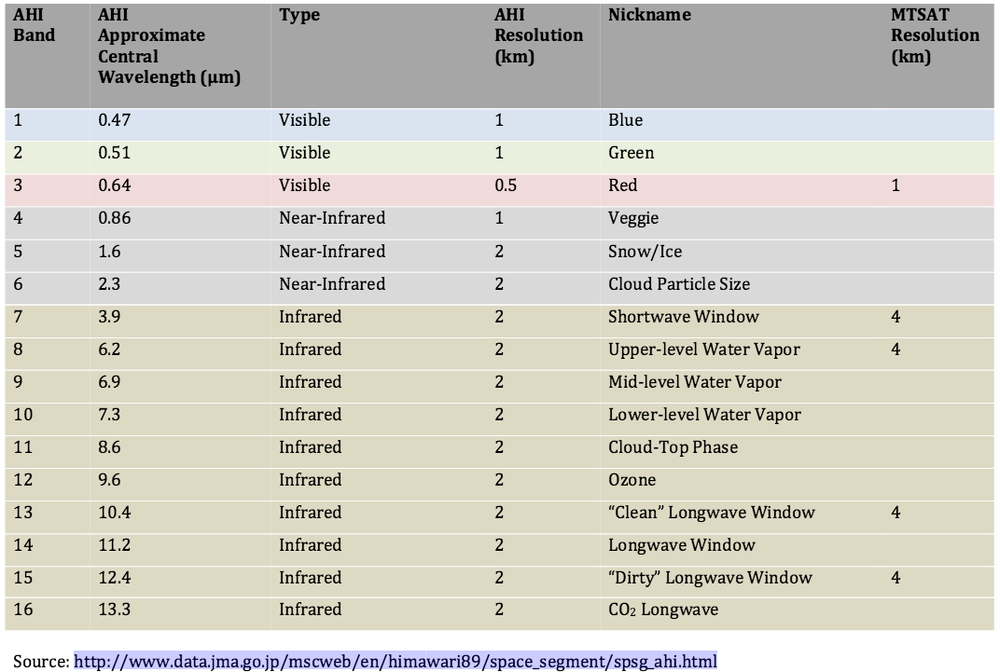 AHI Band AHI Approximate Central Wavelength (µm) Type AHI Resolution (km) Nickname MTSAT Resolution (km)
1 0.47 Visible 1 Blue
2 0.51 Visible 1 Green
3 0.64 Visible 0.5 Red 1
4 0.86 Near-Infrared 1 Veggie
5 1.6 Near-Infrared 2 Snow/Ice
6 2.3 Near-Infrared 2 Cloud Particle Size
7 3.9 Infrared 2 Shortwave Window 4
8 6.2 Infrared 2 Upper-level Water Vapor 4
9 6.9 Infrared 2 Mid-level Water Vapor
10 7.3 Infrared 2 Lower-level Water Vapor
11 8.6 Infrared 2 Cloud-Top Phase
12 9.6 Infrared 2 Ozone
13 10.4 Infrared 2 “Clean” Longwave Window 4
14 11.2 Infrared 2 Longwave Window
15 12.4 Infrared 2 “Dirty” Longwave Window 4
16 13.3 Infrared 2 CO₂ Longwave
Source: http://www.data.jma.go.jp/mscweb/en/himawari89/space_segment/spsg_ahi.html